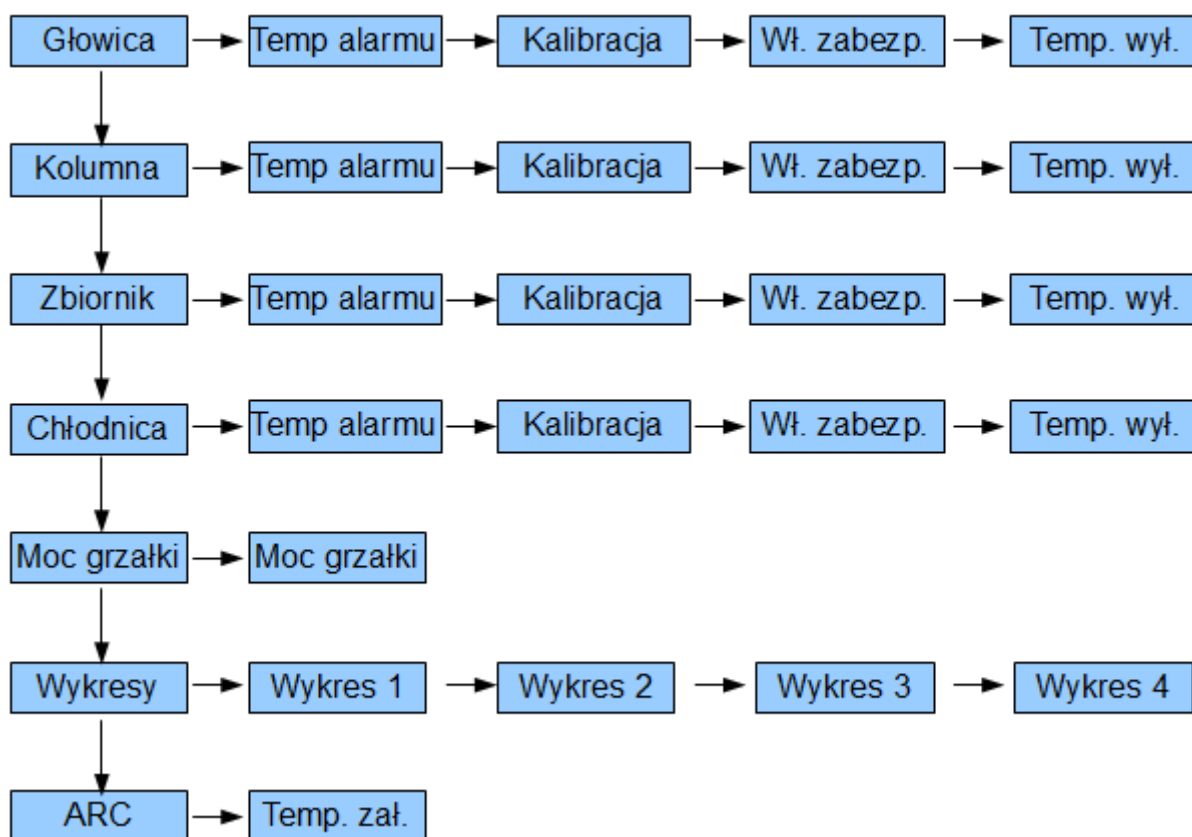 Głowica
Temp alarmu
Kalibracja
Wł. zabezp.
Temp. wył.
Kolumna
Temp alarmu
Kalibracja
Wł. zabezp.
Temp. wył.
Zbiornik
Temp alarmu
Kalibracja
Wł. zabezp.
Temp. wył.
Chłodnica
Temp alarmu
Kalibracja
Wł. zabezp.
Temp. wył.
Moc grzałki
Moc grzałki
Wykresy
Wykres 1
Wykres 2
Wykres 3
Wykres 4
ARC
Temp. zał.